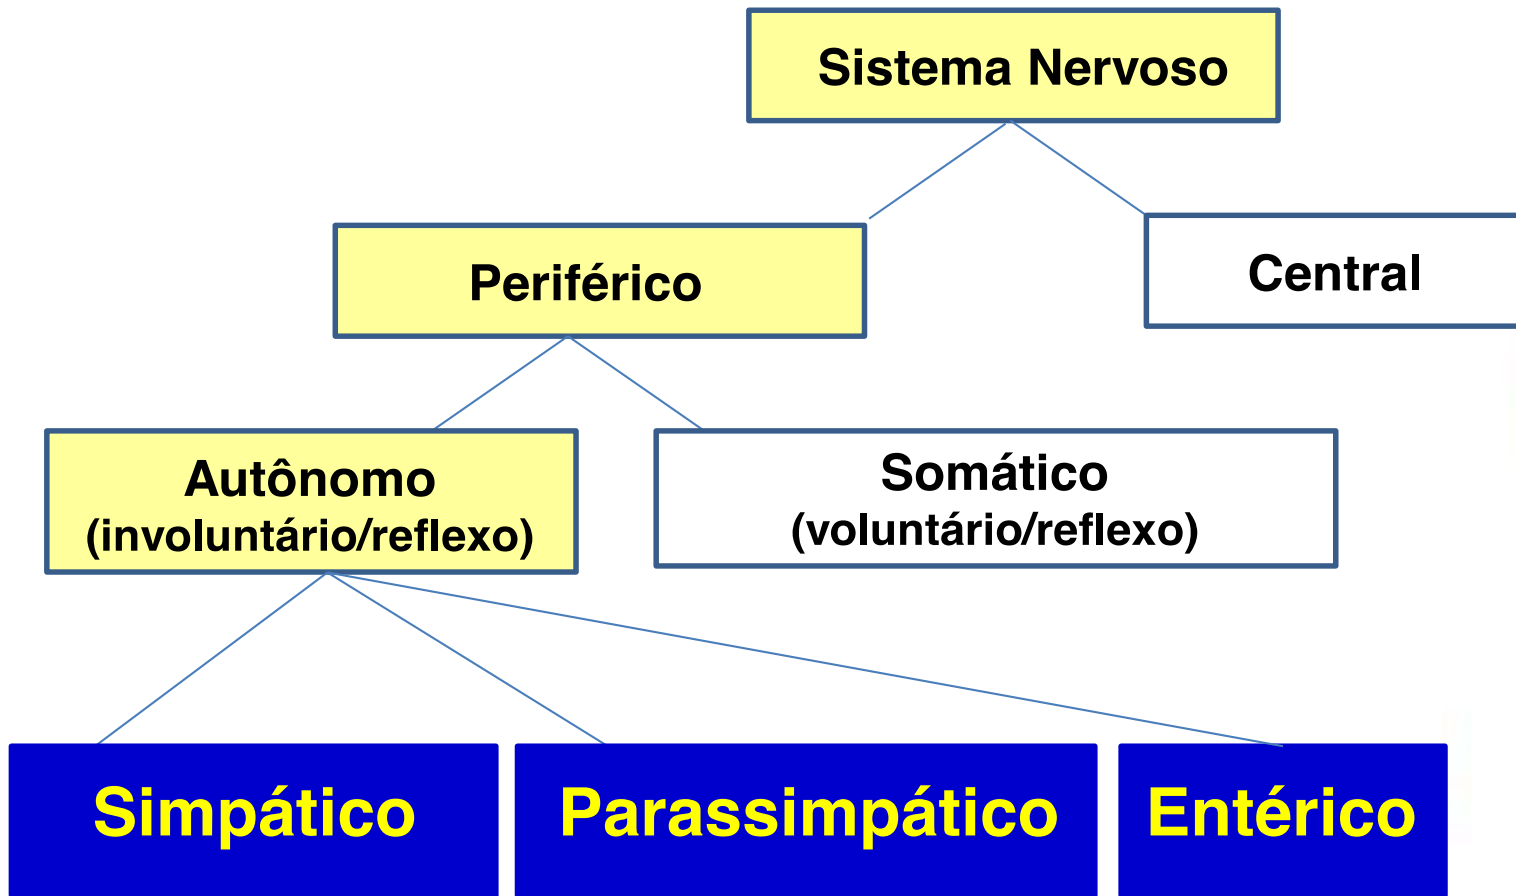 Sistema Nervoso
Periférico
Central
Autônomo
(involuntário/reflexo)
Somático
(voluntário/reflexo)
Simpático
Parassimpático
Entérico